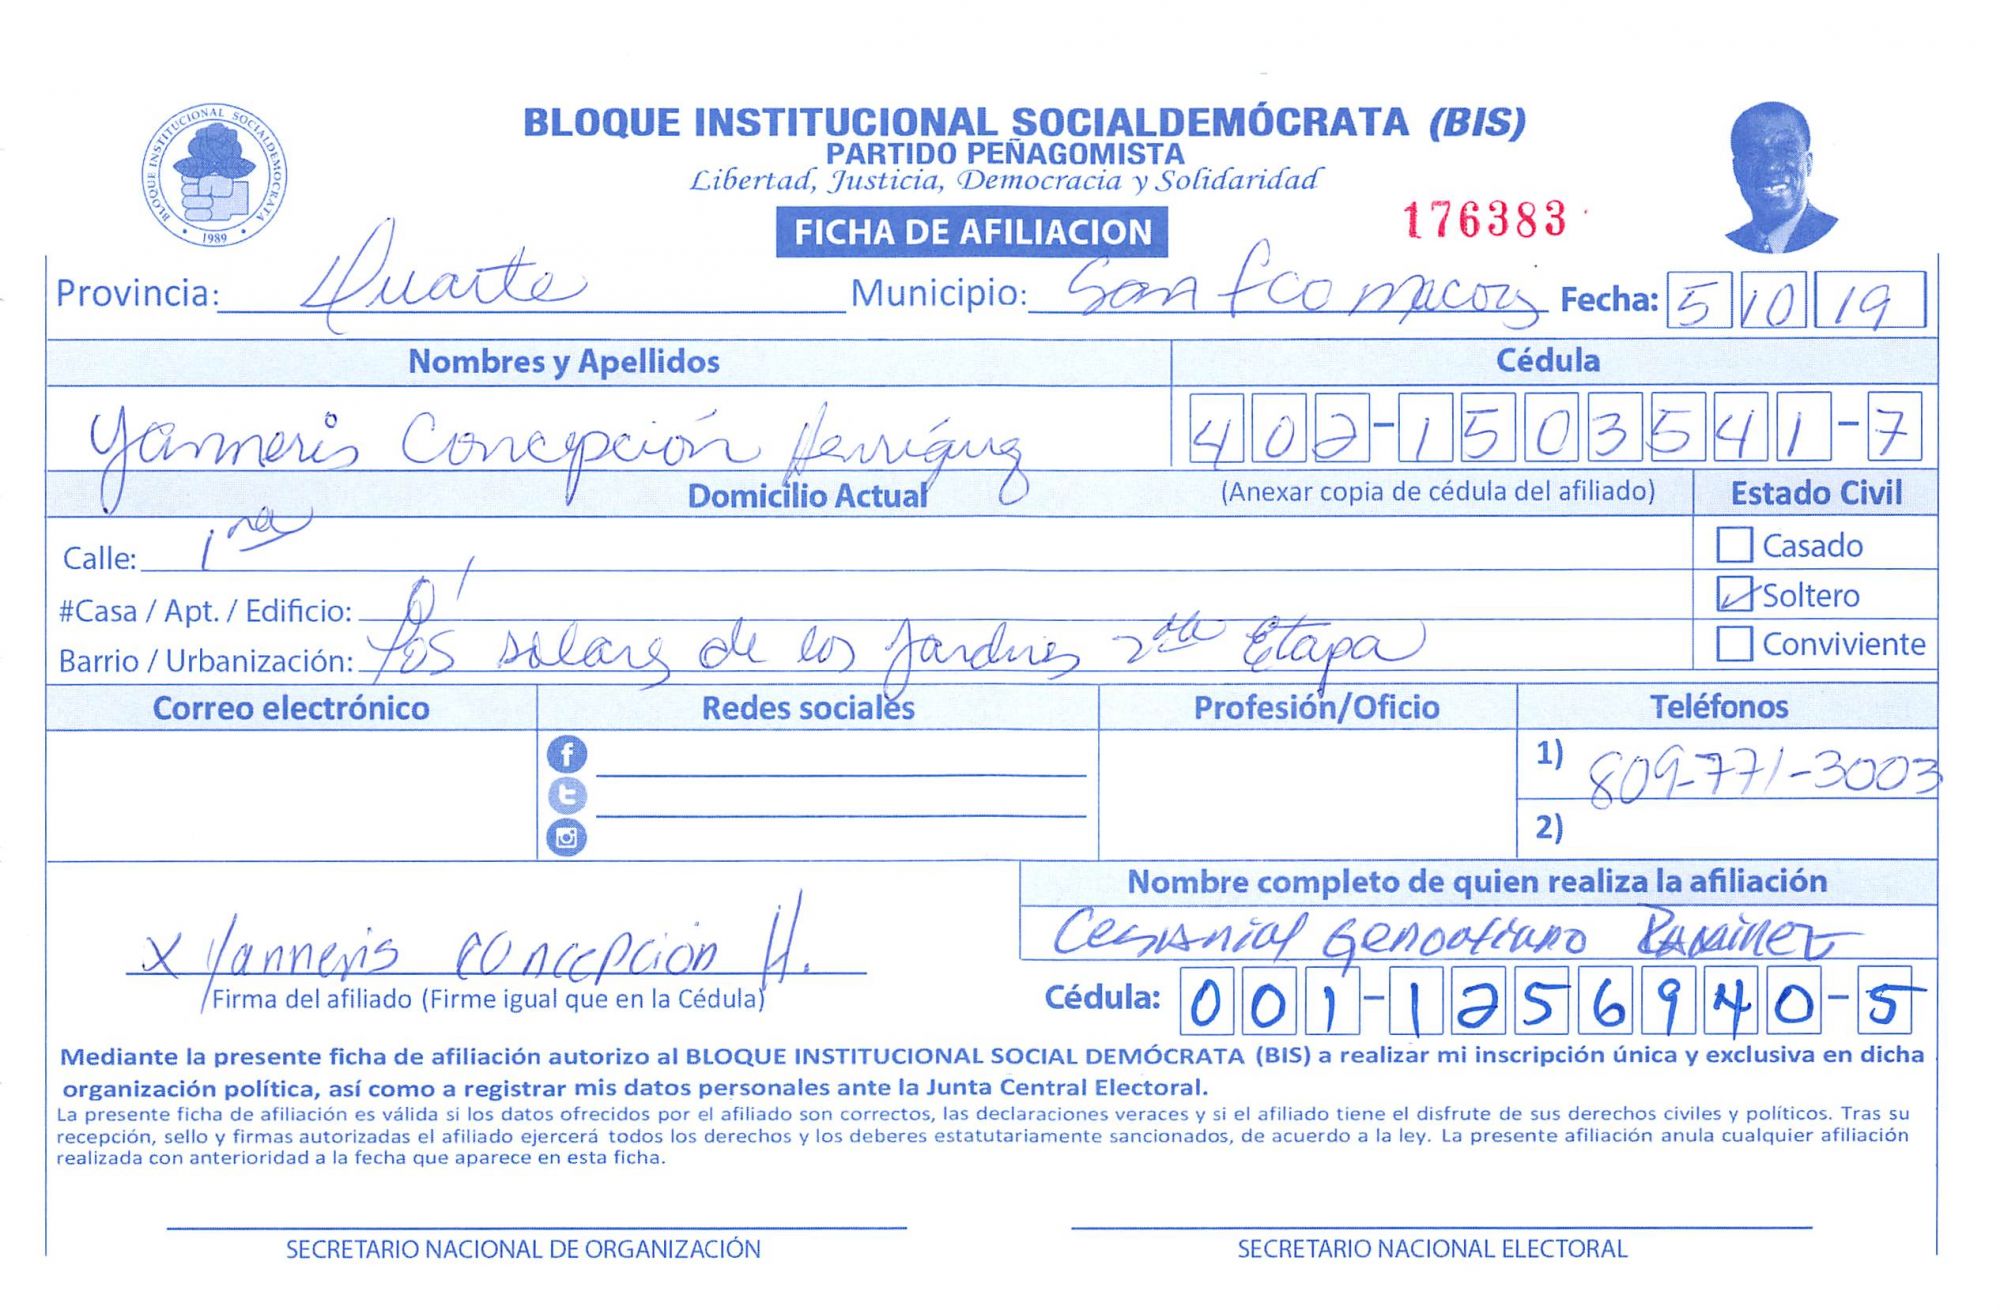 BLOQUE INSTITUCIONAL SOCIALDEMOCRATA
1989
BLOQUE INSTITUCIONAL SOCIALDEMÓCRATA (BIS)
PARTIDO PEÑAGOMISTA
Libertad, Justicia, Democracia y Solidaridad
FICHA DE AFILIACION
176383
Provincia: Duarte Municipio: San Fco Macorís Fecha: 5 10 19
Nombres y Apellidos Cédula
Yanneris Concepción Henríquez 402-1503541-7
Domicilio Actual (Anexar copia de cédula del afiliado) Estado Civil
Calle: 1ra Casado
#Casa / Apt. / Edificio: Soltero
Barrio / Urbanización: los solares de los Jardines 2da Etapa Conviviente
Correo electrónico Redes sociales Profesión/Oficio Teléfonos
1) 809-771-3003
2)
Nombre completo de quien realiza la afiliación
X Yanneris Concepción H. Ramirez
Firma del afiliado (Firme igual que en la Cédula) Cédula: 001-1256940-5
Mediante la presente ficha de afiliación autorizo al BLOQUE INSTITUCIONAL SOCIAL DEMÓCRATA (BIS) a realizar mi inscripción única y exclusiva en dicha
organización política, así como a registrar mis datos personales ante la Junta Central Electoral.
La presente ficha de afiliación es válida si los datos ofrecidos por el afiliado son correctos, las declaraciones veraces y si el afiliado tiene el disfrute de sus derechos civiles y políticos. Tras su
recepción, sello y firmas autorizadas el afiliado ejercerá todos los derechos y los deberes estatutariamente sancionados, de acuerdo a la ley. La presente afiliación anula cualquier afiliación
realizada con anterioridad a la fecha que aparece en esta ficha.
SECRETARIO NACIONAL DE ORGANIZACIÓN SECRETARIO NACIONAL ELECTORAL